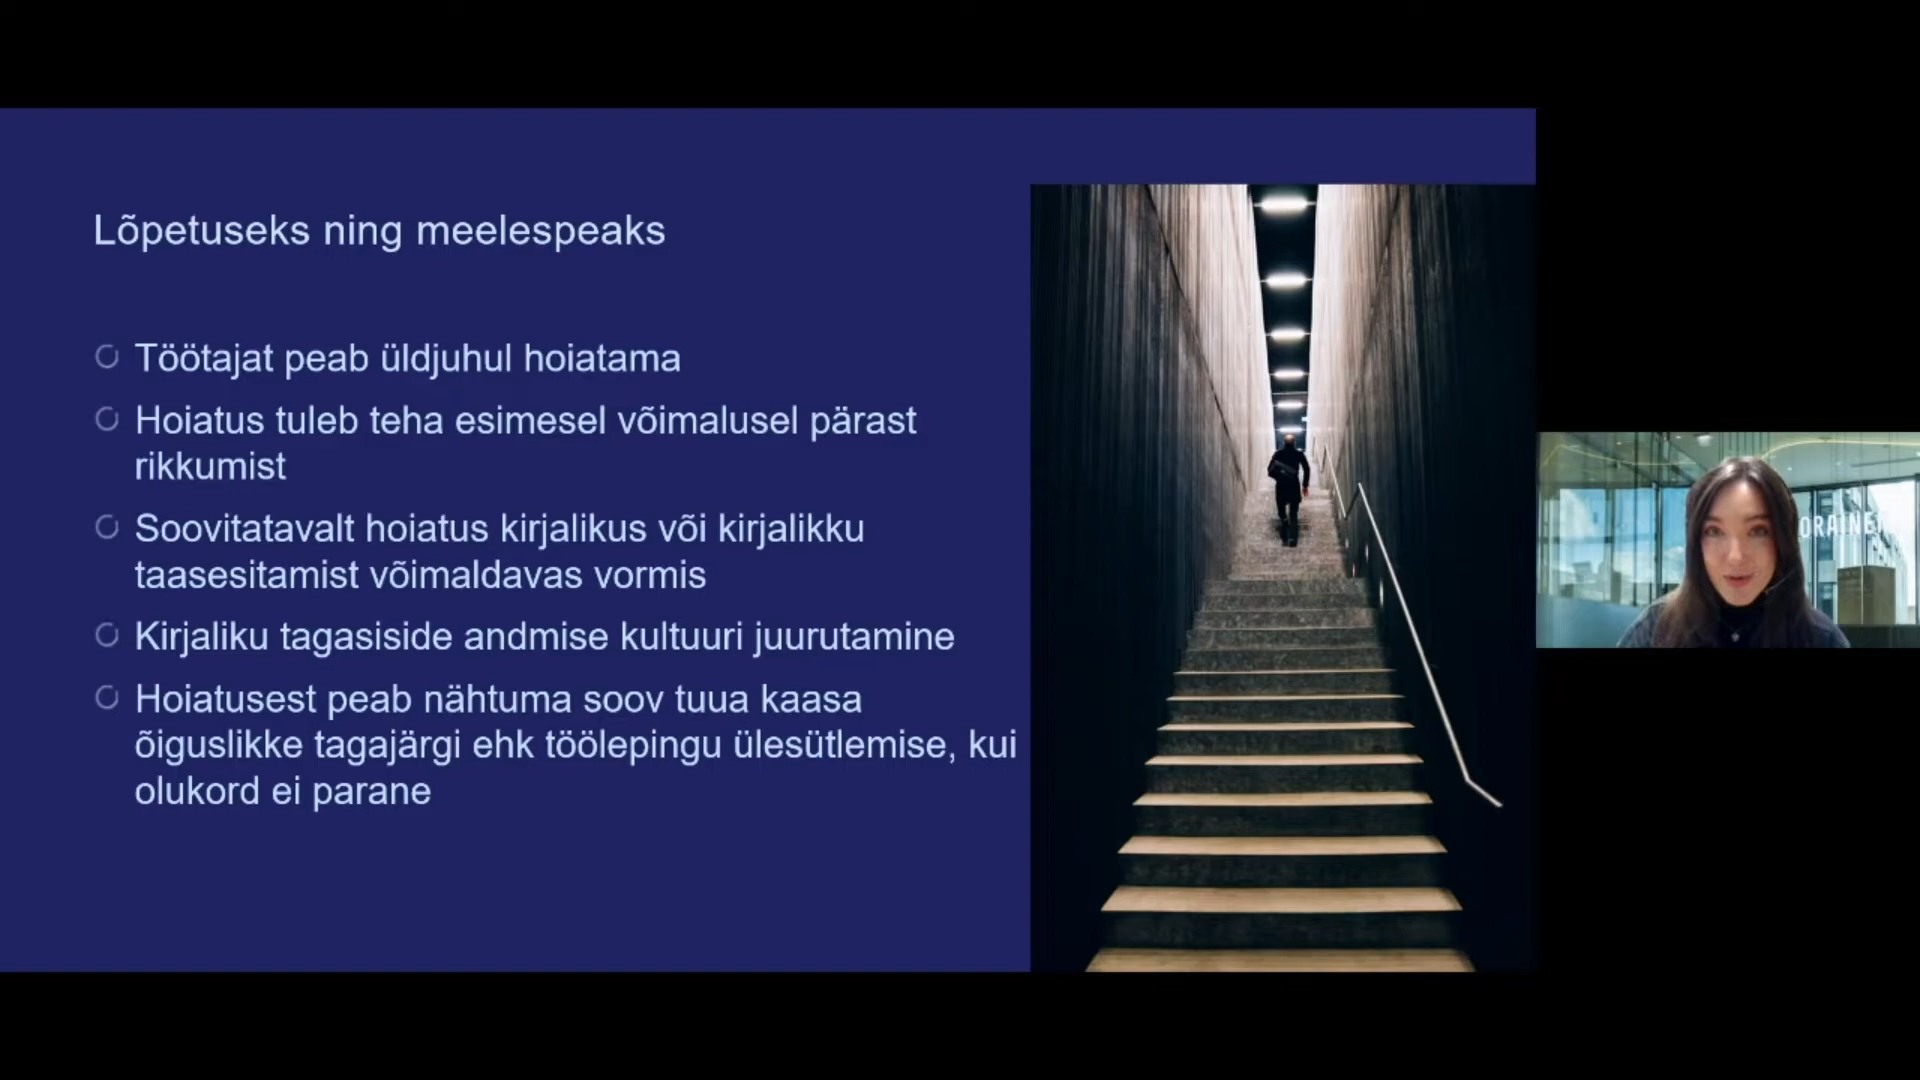 Lõpetuseks ning meelespeaks
Töötajat peab üldjuhul hoiatama
Hoiatus tuleb teha esimesel võimalusel pärast
rikkumist
Soovitatavalt hoiatus kirjalikus või kirjalikku
taasesitamist võimaldavas vormis
Kirjaliku tagasiside andmise kultuuri juurutamine
Hoiatusest peab nähtuma soov tuua kaasa
õiguslikke tagajärgi ehk töölepingu ülesütlemise, kui
olukord ei parane